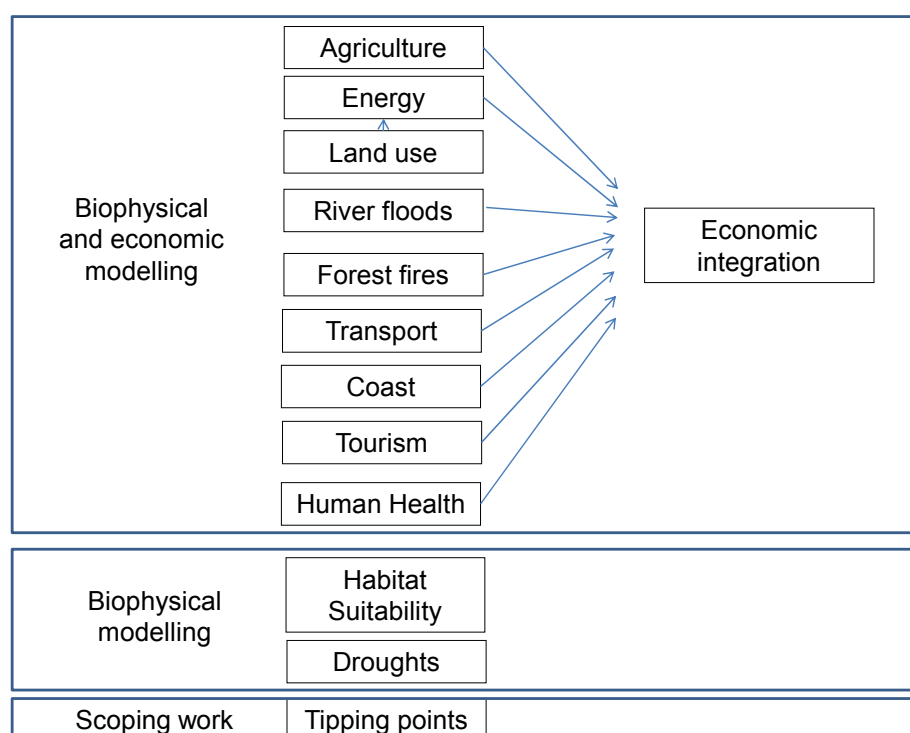 Agriculture
Energy
Land use
River floods
Forest fires
Transport
Coast
Tourism
Human Health
Biophysical
and economic
modelling
Economic
integration
Biophysical
modelling
Habitat
Suitability
Droughts
Scoping work
Tipping points